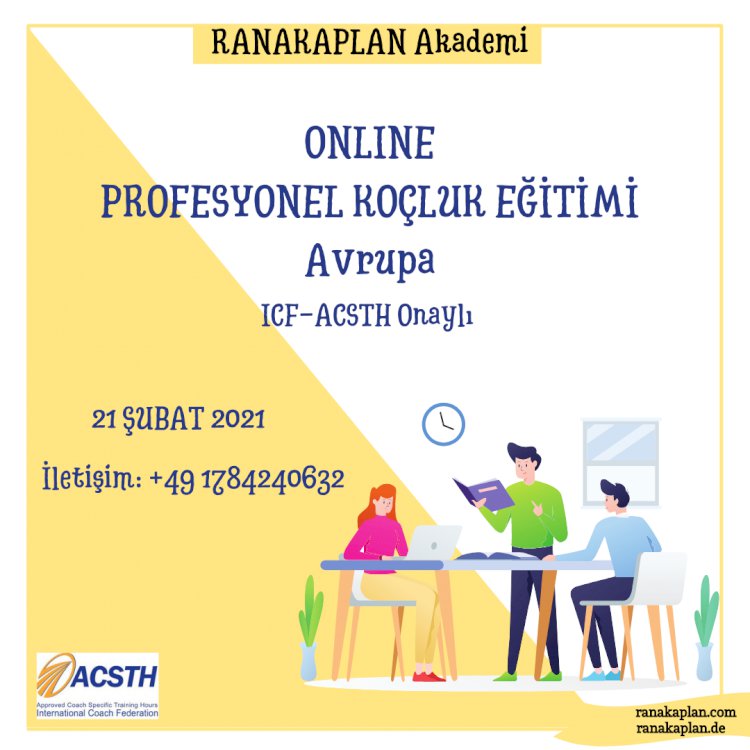 RANAKAPLAN Akademi
ONLINE
PROFESYONEL KOÇLUK EĞİTİMİ
Avrupa
ICF-ACSTH Onaylı
21 ŞUBAT 2021
İletişim: +49 1784240632
ACSTH
Approved Coach Specific Training Hours
International Coach Federation
ranakaplan.com
ranakaplan.de